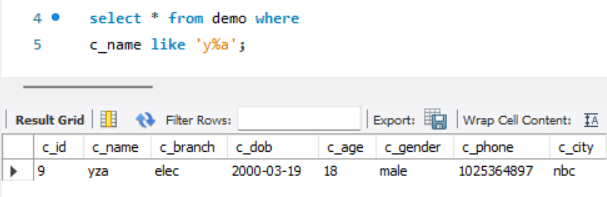 4 select * from demo where
5 c_name like 'y%a';
Result Grid Filter Rows: Export: Wrap Cell Content:
c_id c_name c_branch c_dob c_age c_gender c_phone c_city
9 yza elec 2000-03-19 18 male 1025364897 nbc